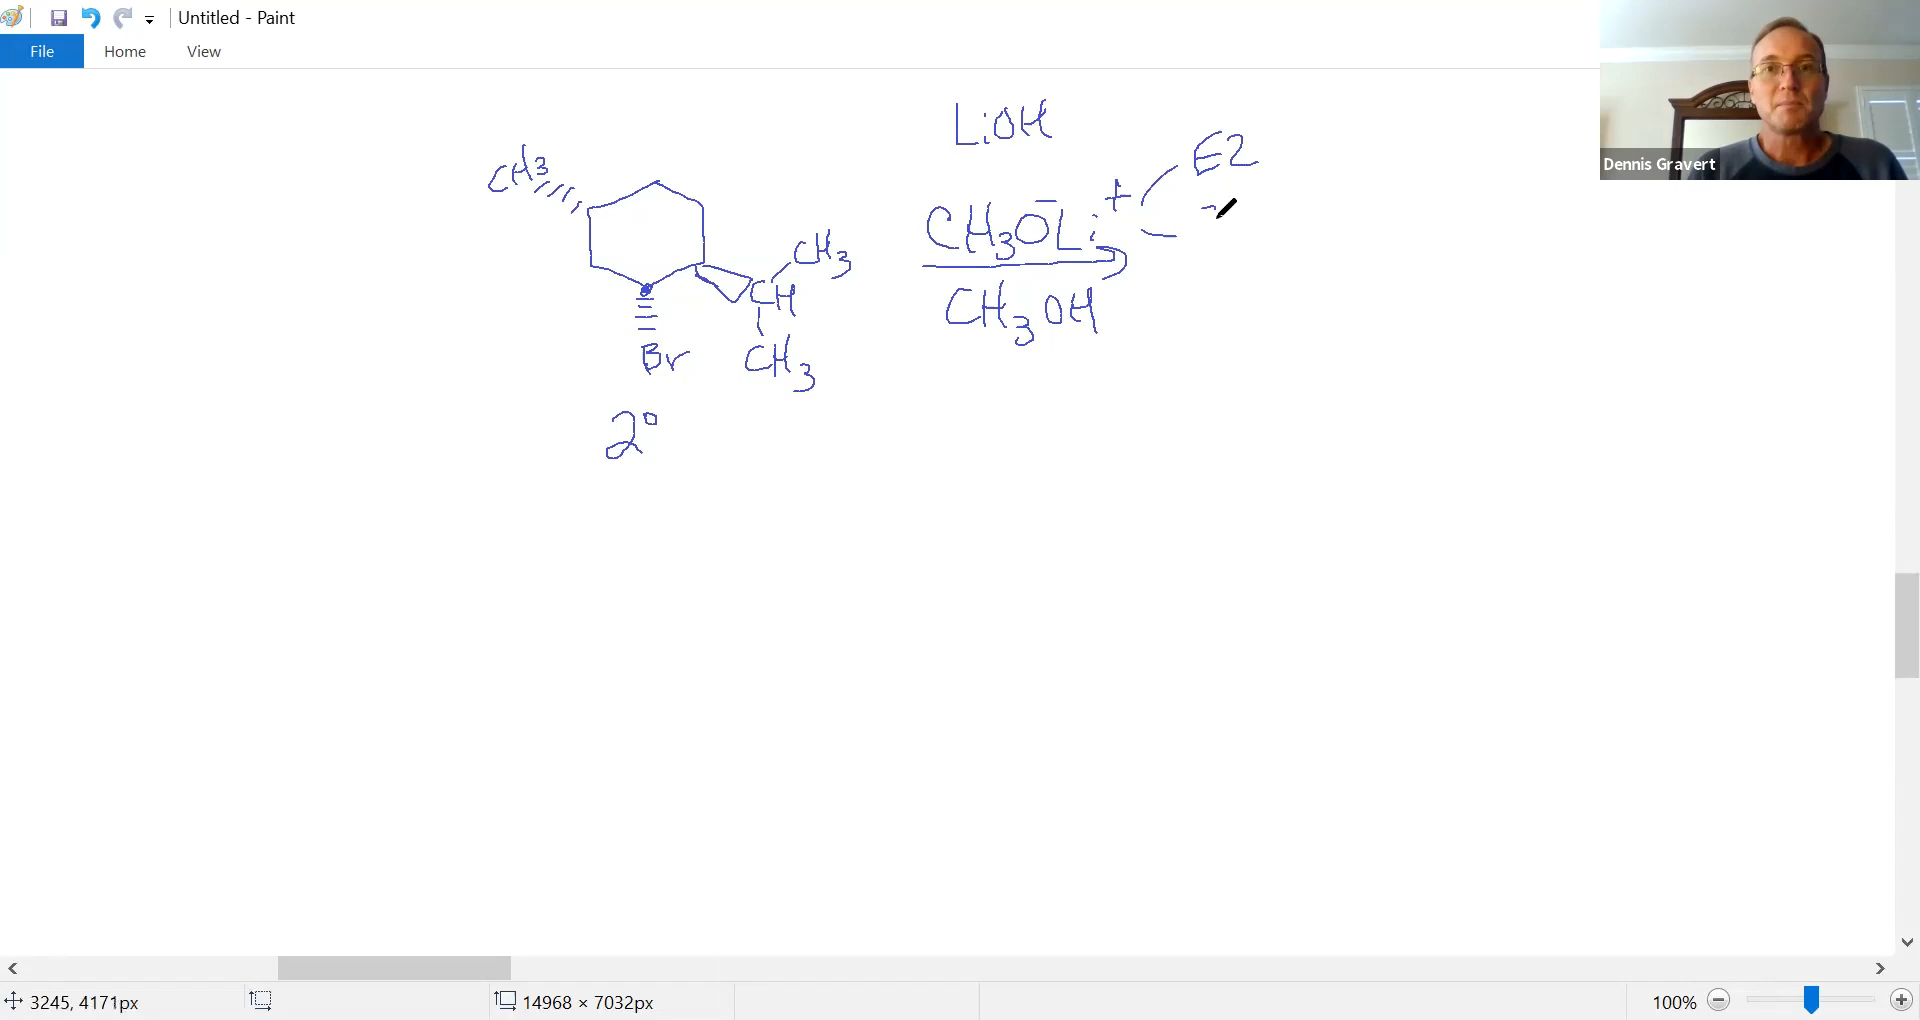 Untitled - Paint
File Home View
Dennis Gravert
LiOH
E2
CH3
CH3O⁻Li⁺
CH3OH
CH3
CH
CH3
Br
2°
3245, 4171px
14968 × 7032px
100%